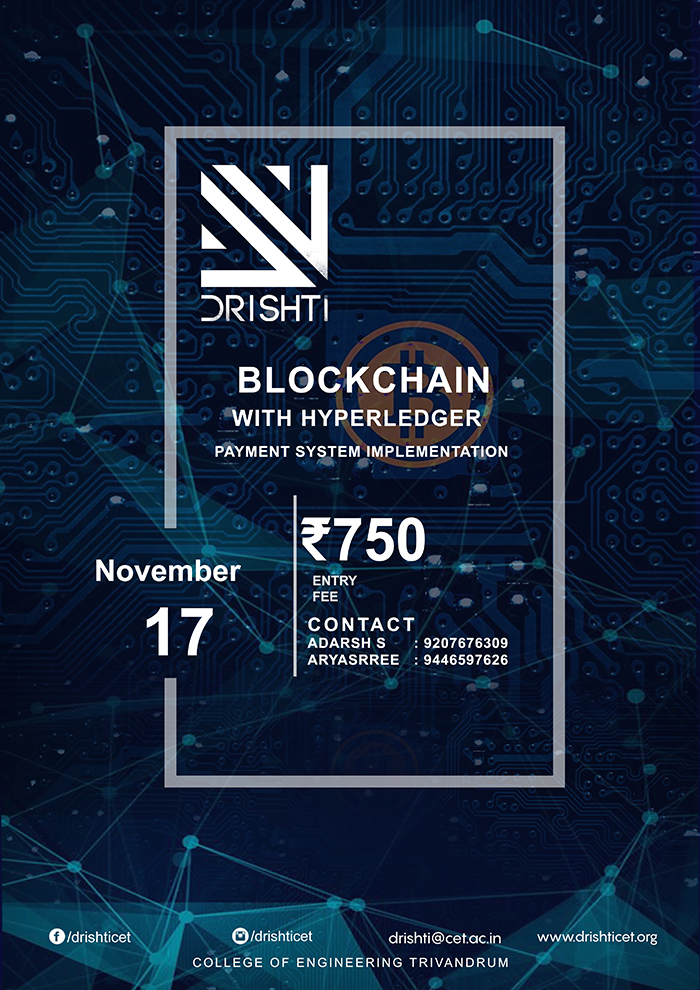 DRISHTI
BLOCKCHAIN
WITH HYPERLEDGER
PAYMENT SYSTEM IMPLEMENTATION
November
17
₹750
ENTRY
FEE
CONTACT
ADARSH S : 9207676309
ARYASRREE : 9446597626
/drishticet /drishticet drishti@cet.ac.in www.drishticet.org
COLLEGE OF ENGINEERING TRIVANDRUM